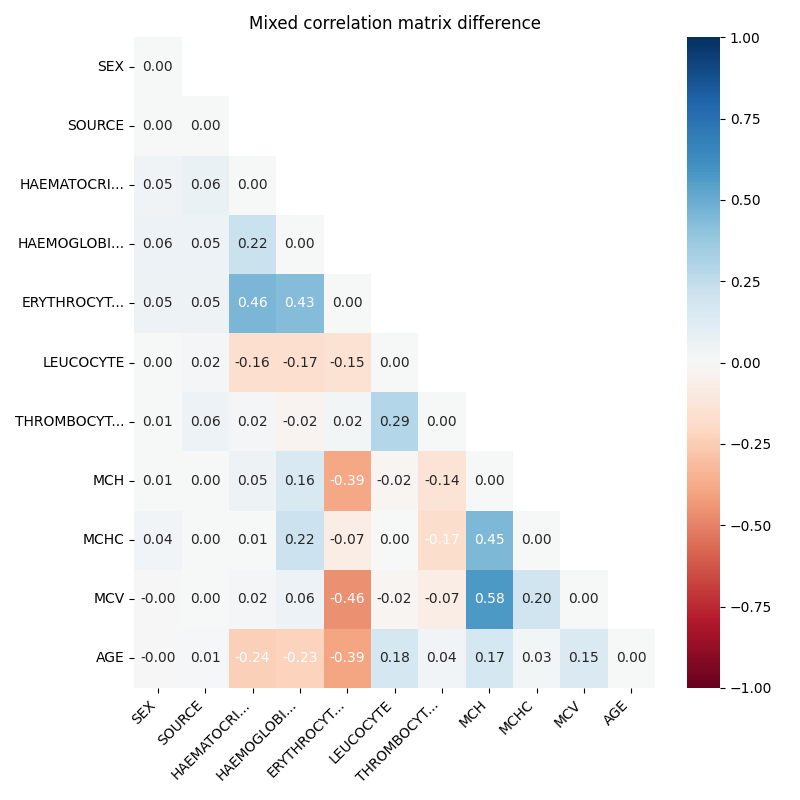 Mixed correlation matrix difference
SEX 0.00
SOURCE 0.00 0.00
HAEMATOCRI... 0.05 0.06 0.00
HAEMOGLOBI... 0.06 0.05 0.22 0.00
ERYTHROCYT... 0.05 0.05 0.46 0.43 0.00
LEUCOCYTE 0.00 0.02 -0.16 -0.17 -0.15 0.00
THROMBOCYT... 0.01 0.06 0.02 -0.02 0.02 0.29 0.00
MCH 0.01 0.00 0.05 0.16 -0.39 -0.02 -0.14 0.00
MCHC 0.04 0.00 0.01 0.22 -0.07 0.00 -0.17 0.45 0.00
MCV -0.00 0.00 0.02 0.06 -0.46 -0.02 -0.07 0.58 0.20 0.00
AGE -0.00 0.01 -0.24 -0.23 -0.39 0.18 0.04 0.17 0.03 0.15 0.00
SEX SOURCE HAEMATOCRI... HAEMOGLOBI... ERYTHROCYT... LEUCOCYTE THROMBOCYT... MCH MCHC MCV AGE
1.00
0.75
0.50
0.25
0.00
−0.25
−0.50
−0.75
−1.00